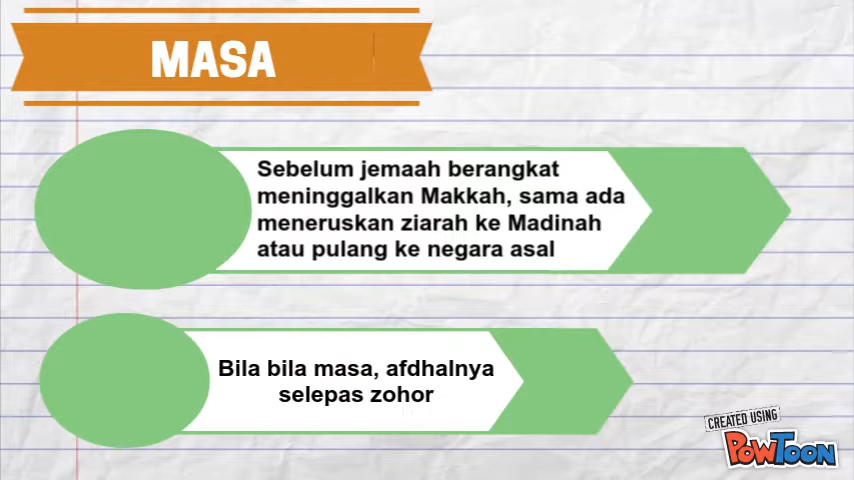 MASA
Sebelum jemaah berangkat
meninggalkan Makkah, sama ada
meneruskan ziarah ke Madinah
atau pulang ke negara asal
Bila bila masa, afdhalnya
selepas zohor
CREATED USING
POWTOON